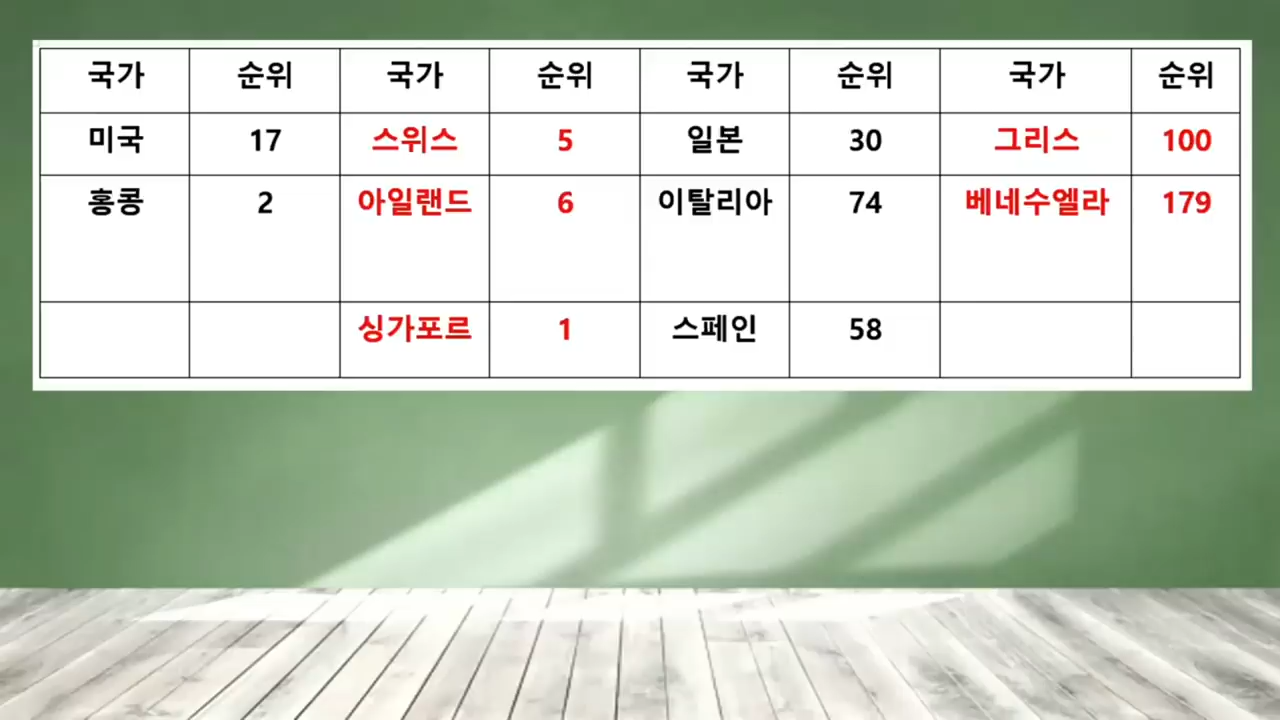 국가 순위 국가 순위 국가 순위 국가 순위
미국 17 스위스 5 일본 30 그리스 100
홍콩 2 아일랜드 6 이탈리아 74 베네수엘라 179
싱가포르 1 스페인 58